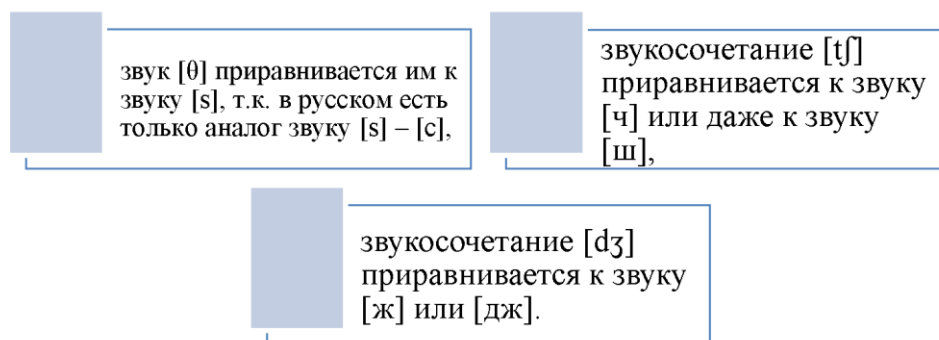 звук [θ] приравнивается им к
звуку [s], т.к. в русском есть
только аналог звуку [s] – [с],
звукосочетание [tʃ]
приравнивается к звуку
[ч] или даже к звуку
[ш],
звукосочетание [dʒ]
приравнивается к звуку
[ж] или [дж].